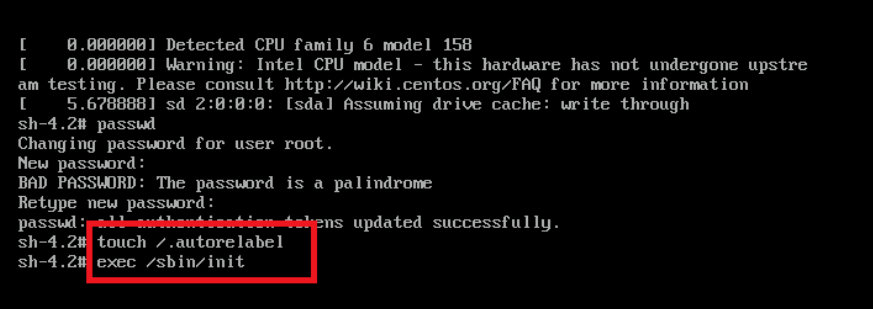 [    0.000000] Detected CPU family 6 model 158
[    0.000000] Warning: Intel CPU model - this hardware has not undergone upstre
am testing. Please consult http://wiki.centos.org/FAQ for more information
[    5.678888] sd 2:0:0:0: [sda] Assuming drive cache: write through
sh-4.2# passwd
Changing password for user root.
New password:
BAD PASSWORD: The password is a palindrome
Retype new password:
passwd: all authentication tokens updated successfully.
sh-4.2# touch /.autorelabel
sh-4.2# exec /sbin/init